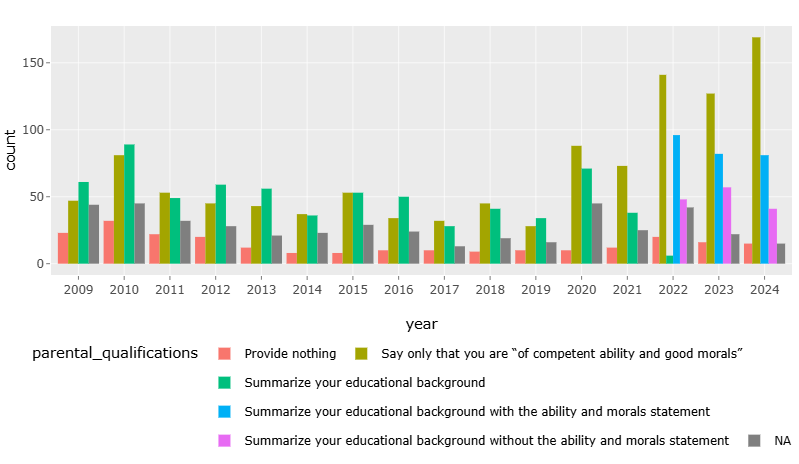 150
100
50
0
count
2009 2010 2011 2012 2013 2014 2015 2016 2017 2018 2019 2020 2021 2022 2023 2024
year
parental_qualifications Provide nothing Say only that you are “of competent ability and good morals”
Summarize your educational background
Summarize your educational background with the ability and morals statement
Summarize your educational background without the ability and morals statement NA